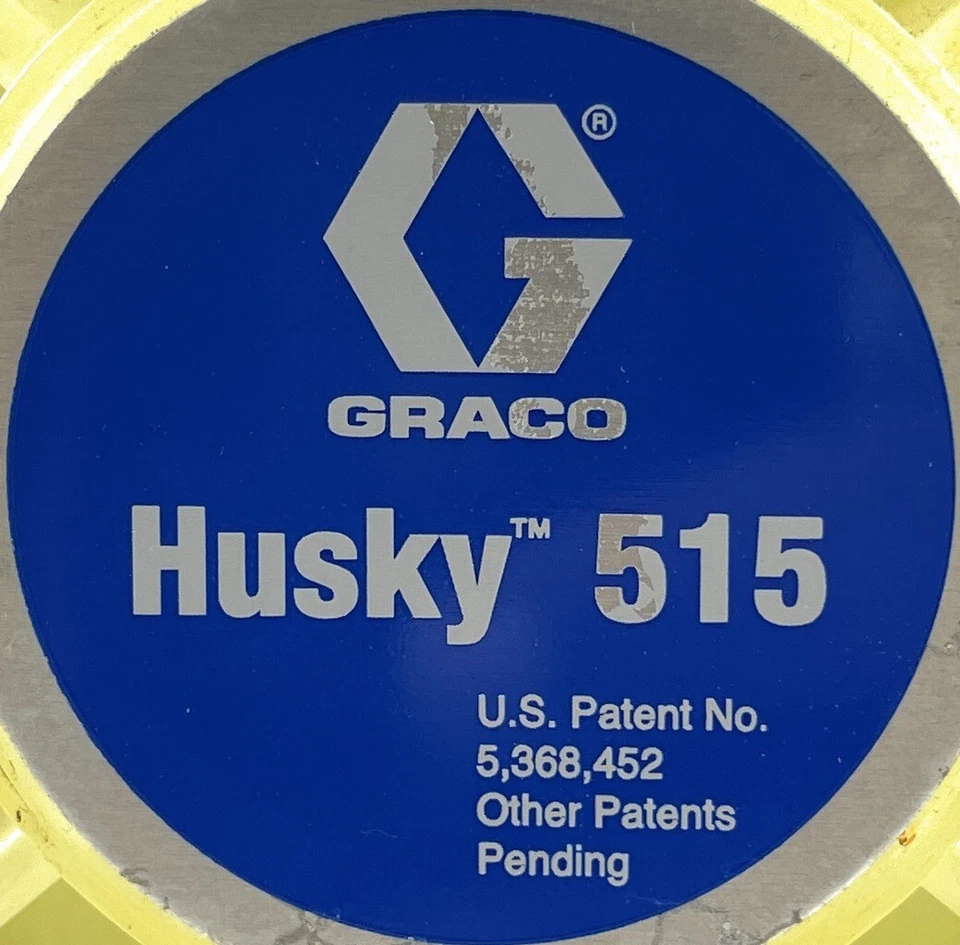 ®
GRACO
Husky™ 515
U.S. Patent No.
5,368,452
Other Patents
Pending